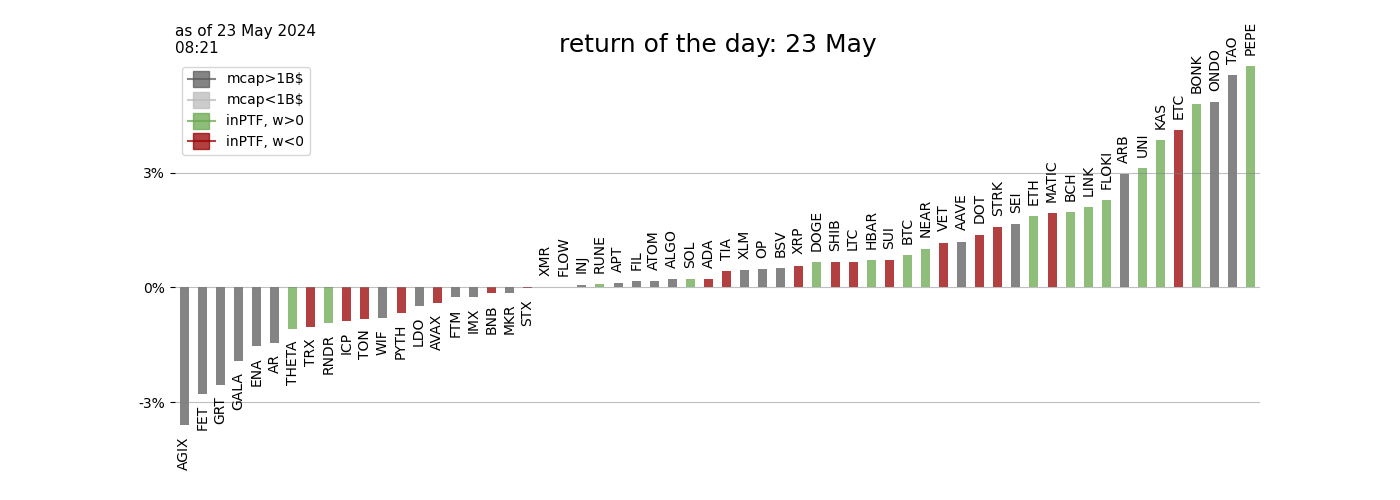 as of 23 May 2024
08:21
return of the day: 23 May
mcap>1B$
mcap<1B$
inPTF, w>0
inPTF, w<0
3%
0%
-3%
AGIX
FET
GRT
GALA
ENA
AR
THETA
TRX
RNDR
ICP
TON
WIF
PYTH
LDO
AVAX
FTM
IMX
BNB
MKR
STX
XMR
FLOW
INJ
RUNE
APT
FIL
ATOM
ALGO
SOL
ADA
TIA
XLM
OP
BSV
XRP
DOGE
SHIB
LTC
HBAR
SUI
BTC
NEAR
VET
AAVE
DOT
STRK
SEI
ETH
MATIC
BCH
LINK
FLOKI
ARB
UNI
KAS
ETC
BONK
ONDO
TAO
PEPE